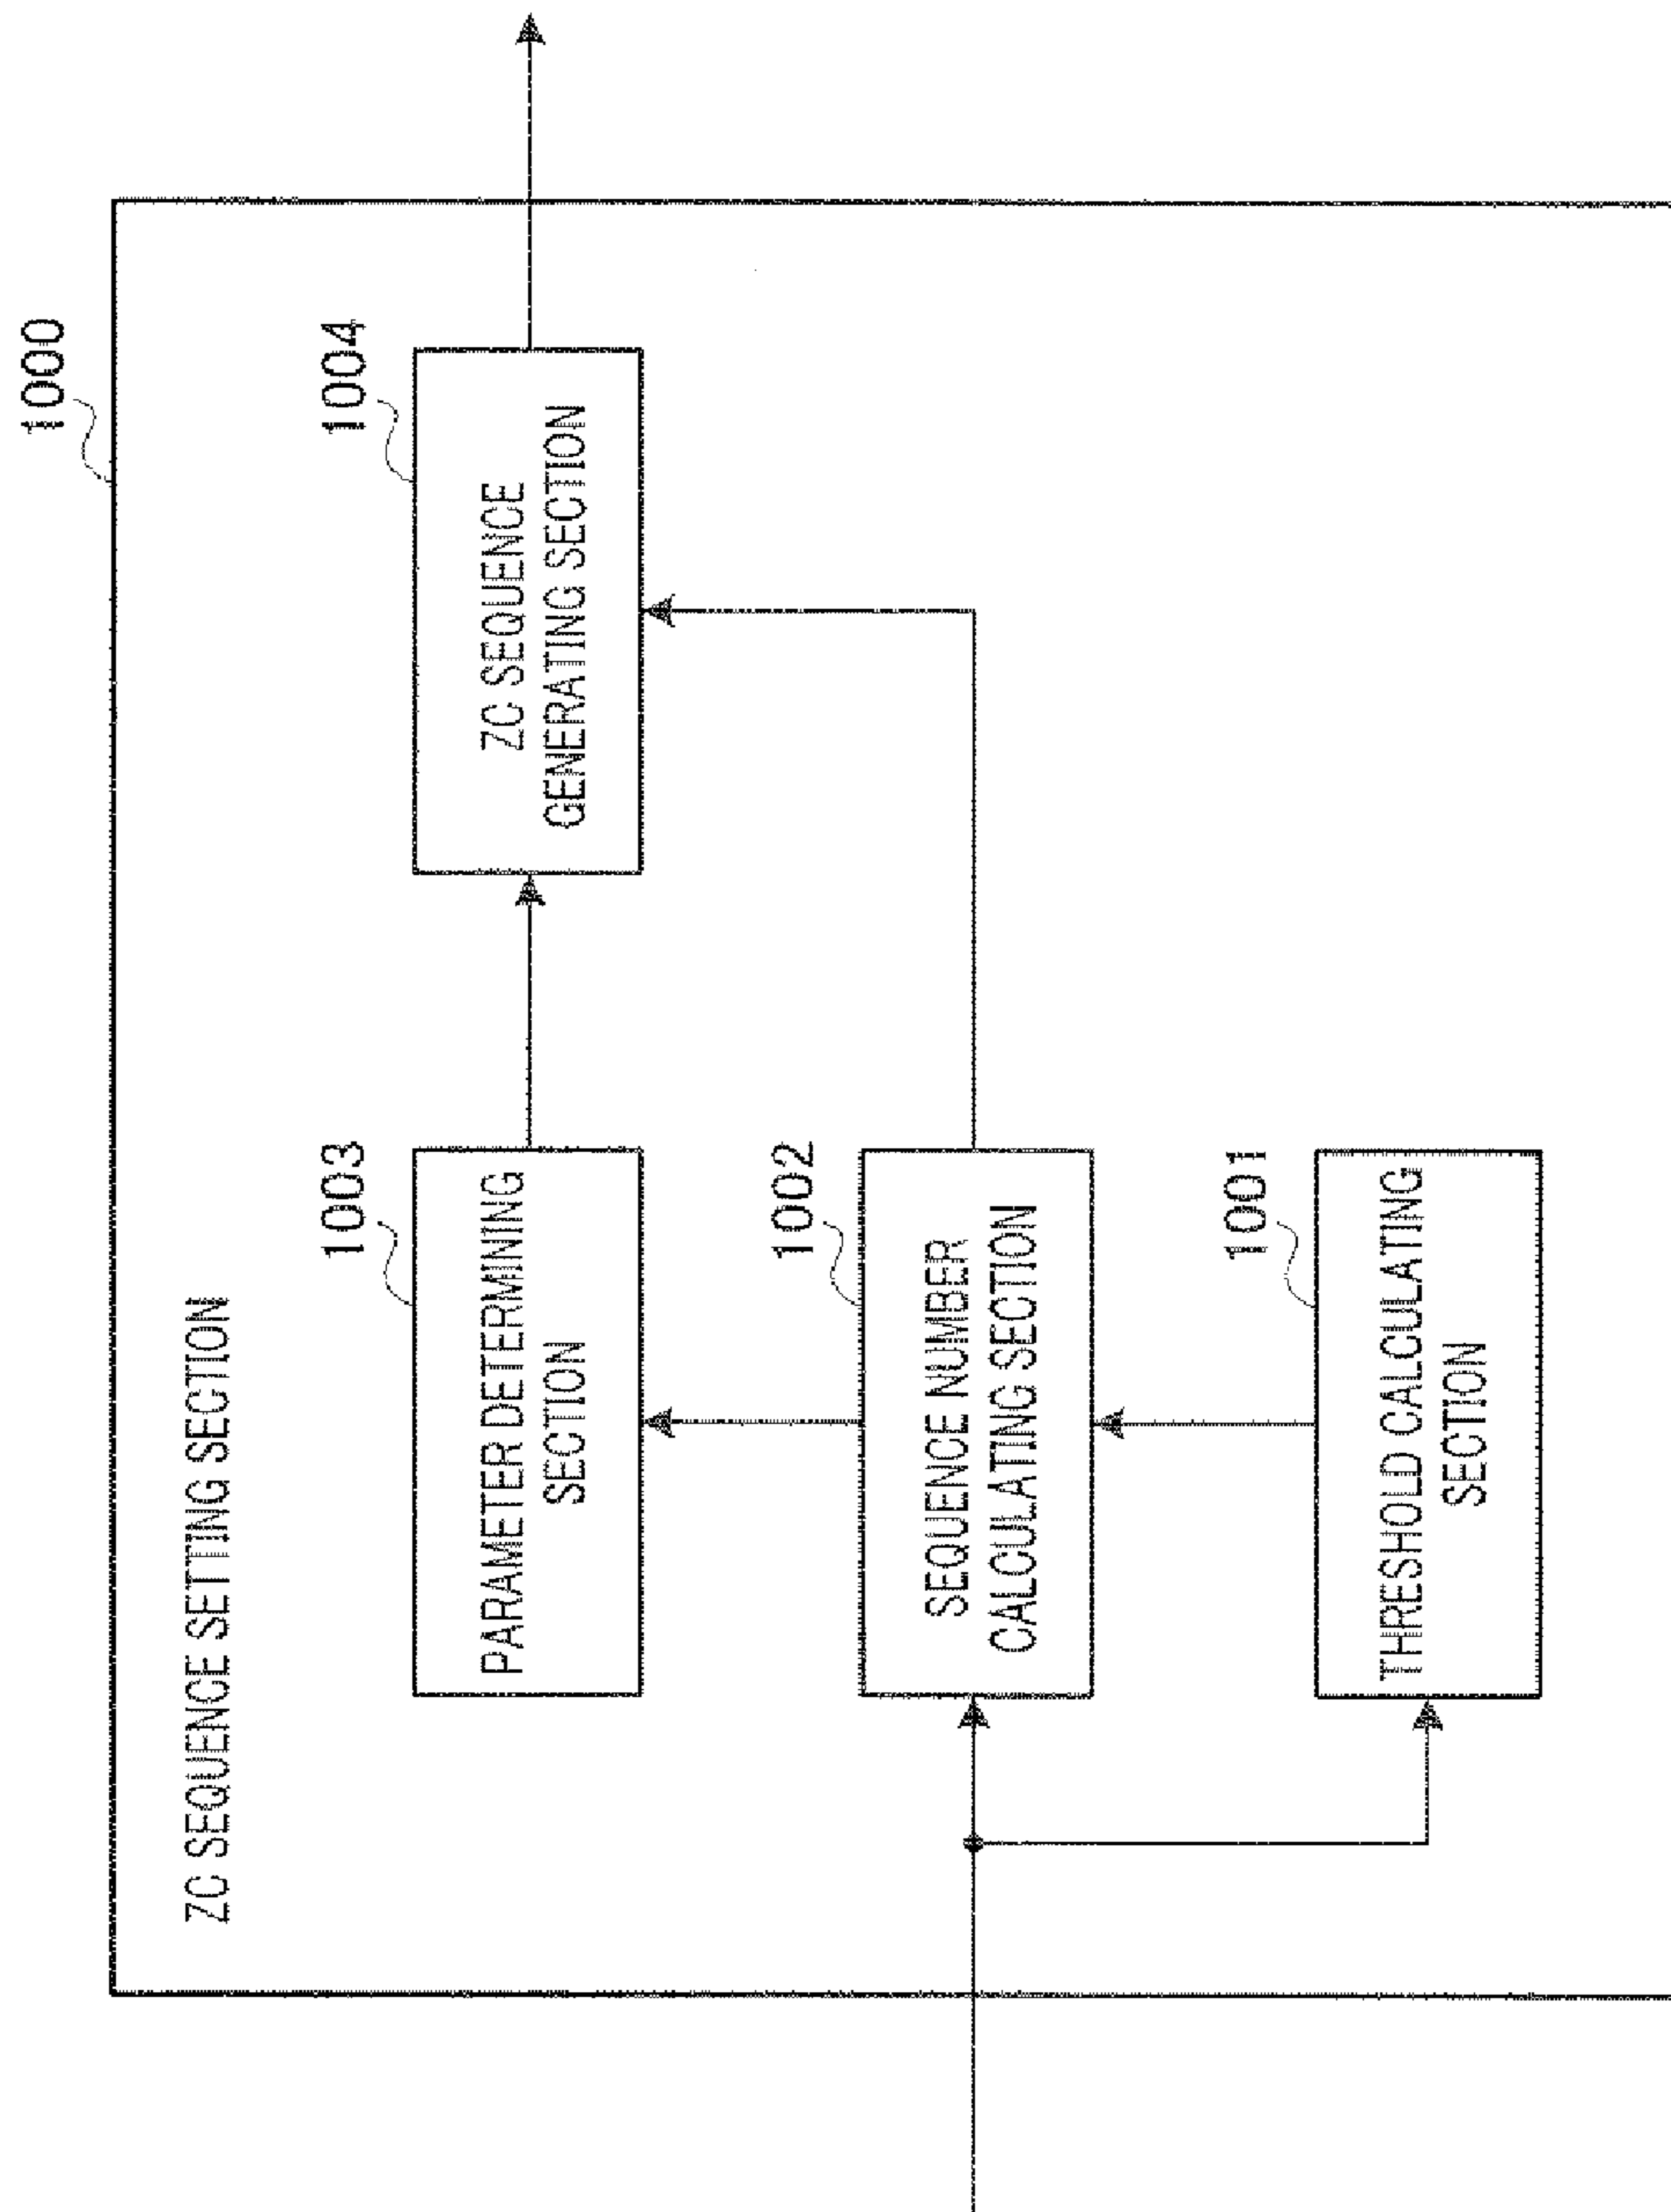 1000
ZC SEQUENCE SETTING SECTION
1003
PARAMETER DETERMINING
SECTION
1004
ZC SEQUENCE
GENERATING SECTION
1002
SEQUENCE NUMBER
CALCULATING SECTION
1001
THRESHOLD CALCULATING
SECTION